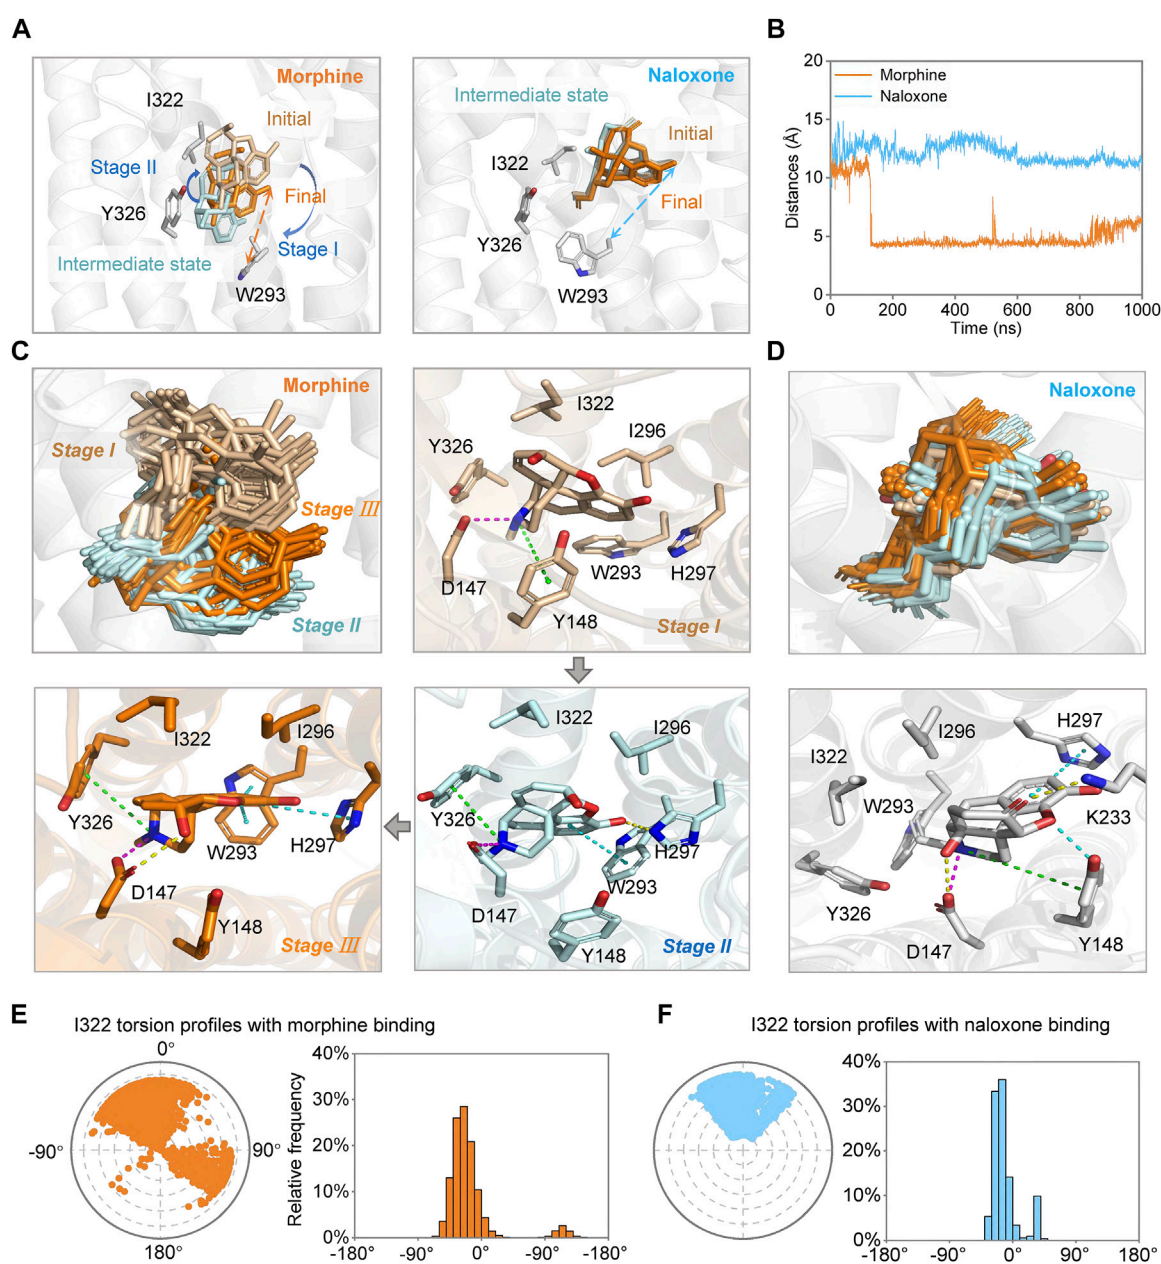 A
Morphine
I322
Initial
Stage II
Final
Y326
Stage I
Intermediate state
W293
Naloxone
Intermediate state
Initial
I322
Final
Y326
W293
B
20
15
10
5
0
Distances (Å)
Morphine
Naloxone
0
200
400
600
800
1000
Time (ns)
C
Morphine
Stage I
Stage III
Stage II
I322
Y326
I296
W293
H297
D147
Y148
Stage I
D
Naloxone
I322
I296
Y326
W293
H297
D147
Y148
Stage III
I322
I296
Y326
H297
W293
D147
Y148
Stage II
H297
I296
I322
W293
K233
Y326
D147
Y148
E
I322 torsion profiles with morphine binding
0°
-90°
90°
180°
Relative frequency
40%
30%
20%
10%
0%
-180°
-90°
0°
-90°
-180°
F
I322 torsion profiles with naloxone binding
40%
30%
20%
10%
0%
-180°
-90°
0°
90°
180°